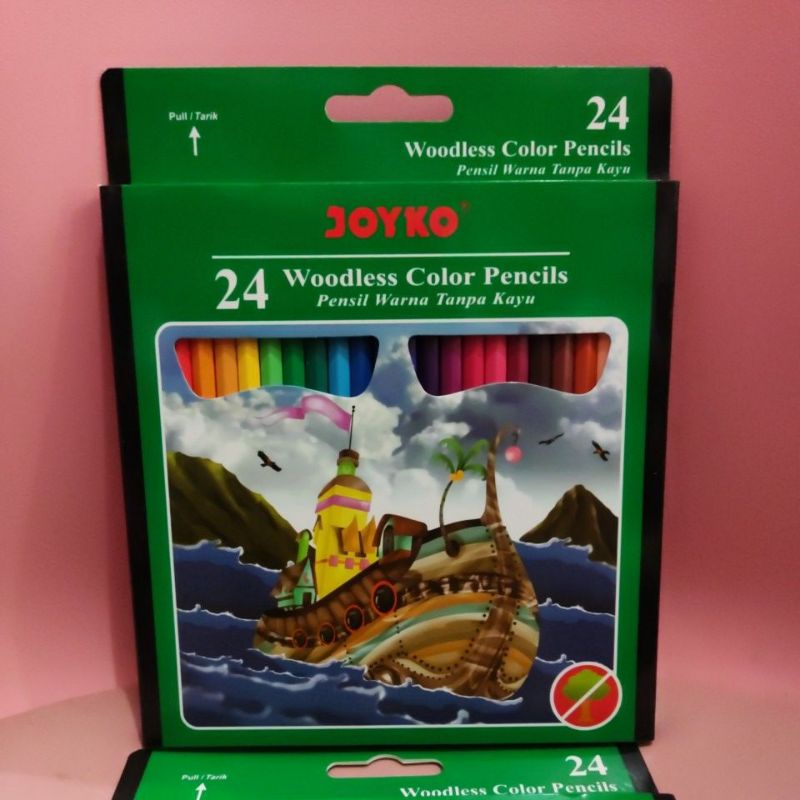 Pull / Tarik
24
Woodless Color Pencils
Pensil Warna Tanpa Kayu
JOYKO
24 Woodless Color Pencils
Pensil Warna Tanpa Kayu
Pull / Tarik
24
Woodless Color Pencils